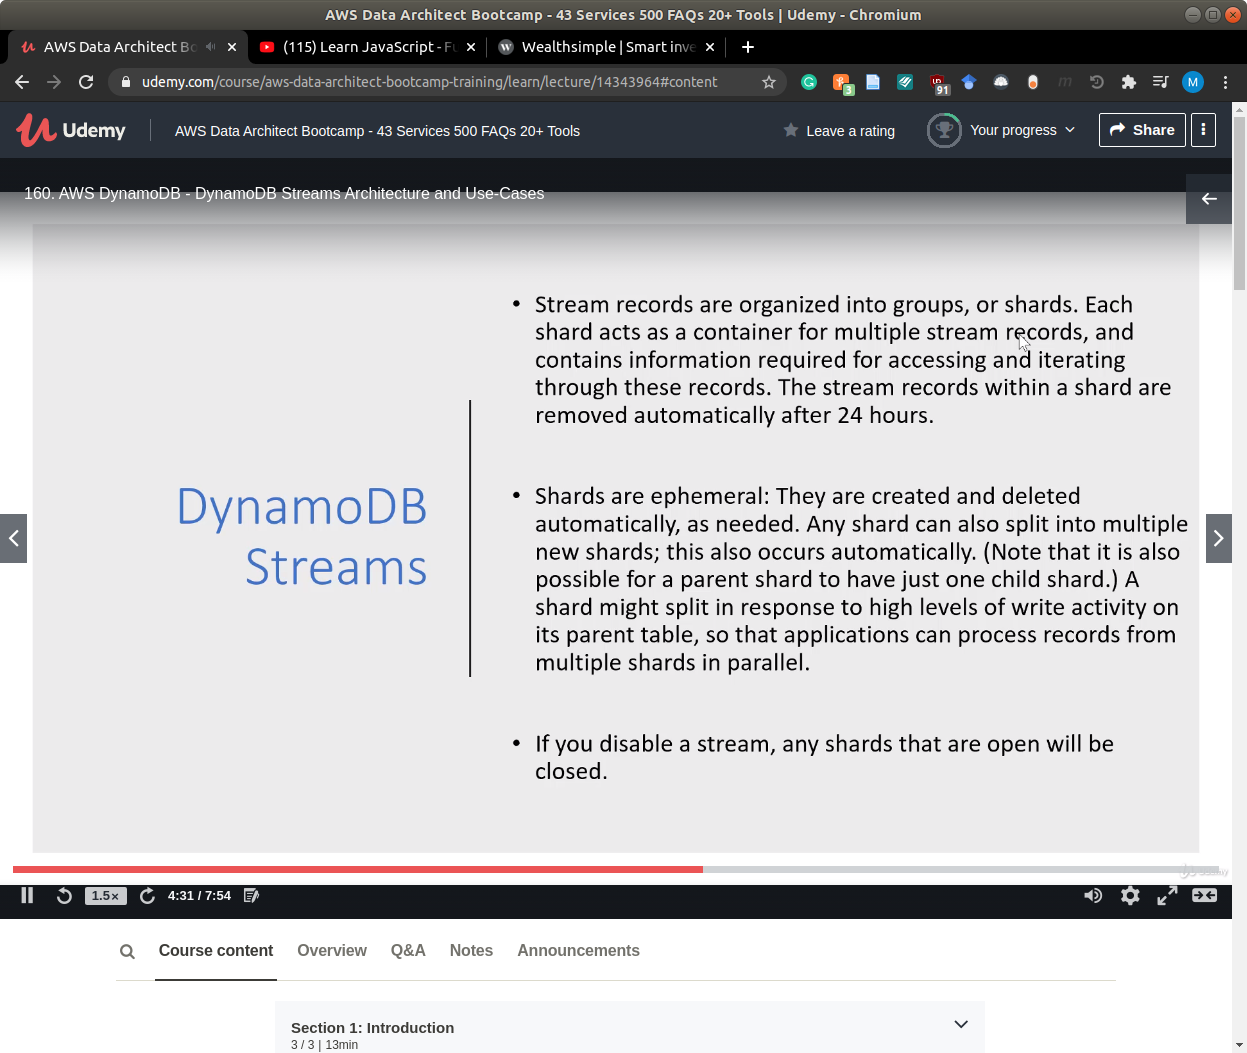 AWS Data Architect Bootcamp - 43 Services 500 FAQs 20+ Tools | Udemy - Chromium
AWS Data Architect Bo
(115) Learn JavaScript - Fu
Wealthsimple | Smart inve
udemy.com/course/aws-data-architect-bootcamp-training/learn/lecture/14343964#content
3
91
m
M
Udemy
AWS Data Architect Bootcamp - 43 Services 500 FAQs 20+ Tools
Leave a rating
Your progress
Share
160. AWS DynamoDB - DynamoDB Streams Architecture and Use-Cases
DynamoDB
Streams
• Stream records are organized into groups, or shards. Each
shard acts as a container for multiple stream records, and
contains information required for accessing and iterating
through these records. The stream records within a shard are
removed automatically after 24 hours.
• Shards are ephemeral: They are created and deleted
automatically, as needed. Any shard can also split into multiple
new shards; this also occurs automatically. (Note that it is also
possible for a parent shard to have just one child shard.) A
shard might split in response to high levels of write activity on
its parent table, so that applications can process records from
multiple shards in parallel.
• If you disable a stream, any shards that are open will be
closed.
Udemy
1.5×
4:31 / 7:54
Course content
Overview
Q&A
Notes
Announcements
Section 1: Introduction
3 / 3 | 13min